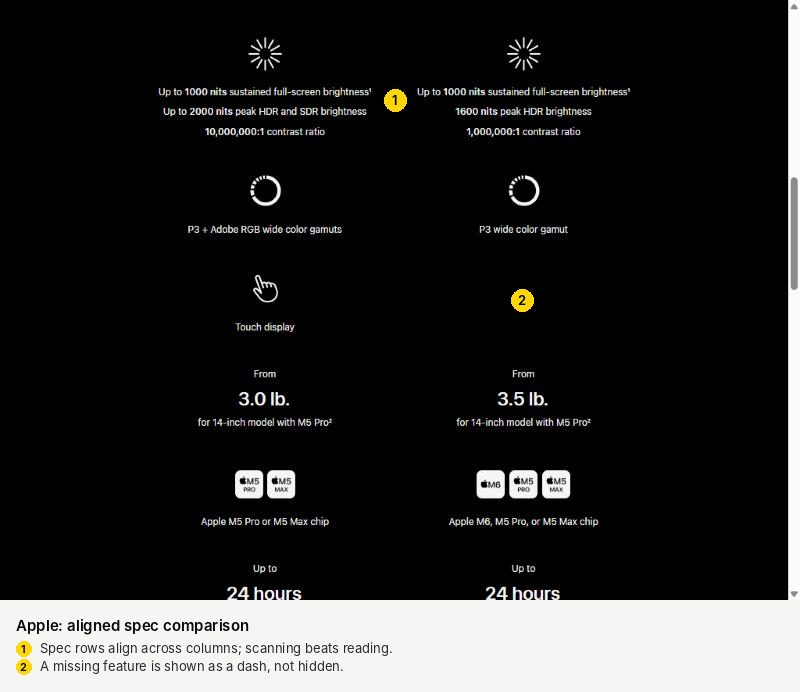 Up to 1000 nits sustained full-screen brightness¹
Up to 2000 nits peak HDR and SDR brightness
10,000,000:1 contrast ratio
1
Up to 1000 nits sustained full-screen brightness¹
1600 nits peak HDR brightness
1,000,000:1 contrast ratio
P3 + Adobe RGB wide color gamuts
P3 wide color gamut
Touch display
2
From
3.0 lb.
for 14-inch model with M5 Pro²
From
3.5 lb.
for 14-inch model with M5 Pro²
M5
PRO
M5
MAX
Apple M5 Pro or M5 Max chip
M6
M5
PRO
M5
MAX
Apple M6, M5 Pro, or M5 Max chip
Up to
24 hours
Up to
24 hours
Apple: aligned spec comparison
1 Spec rows align across columns; scanning beats reading.
2 A missing feature is shown as a dash, not hidden.